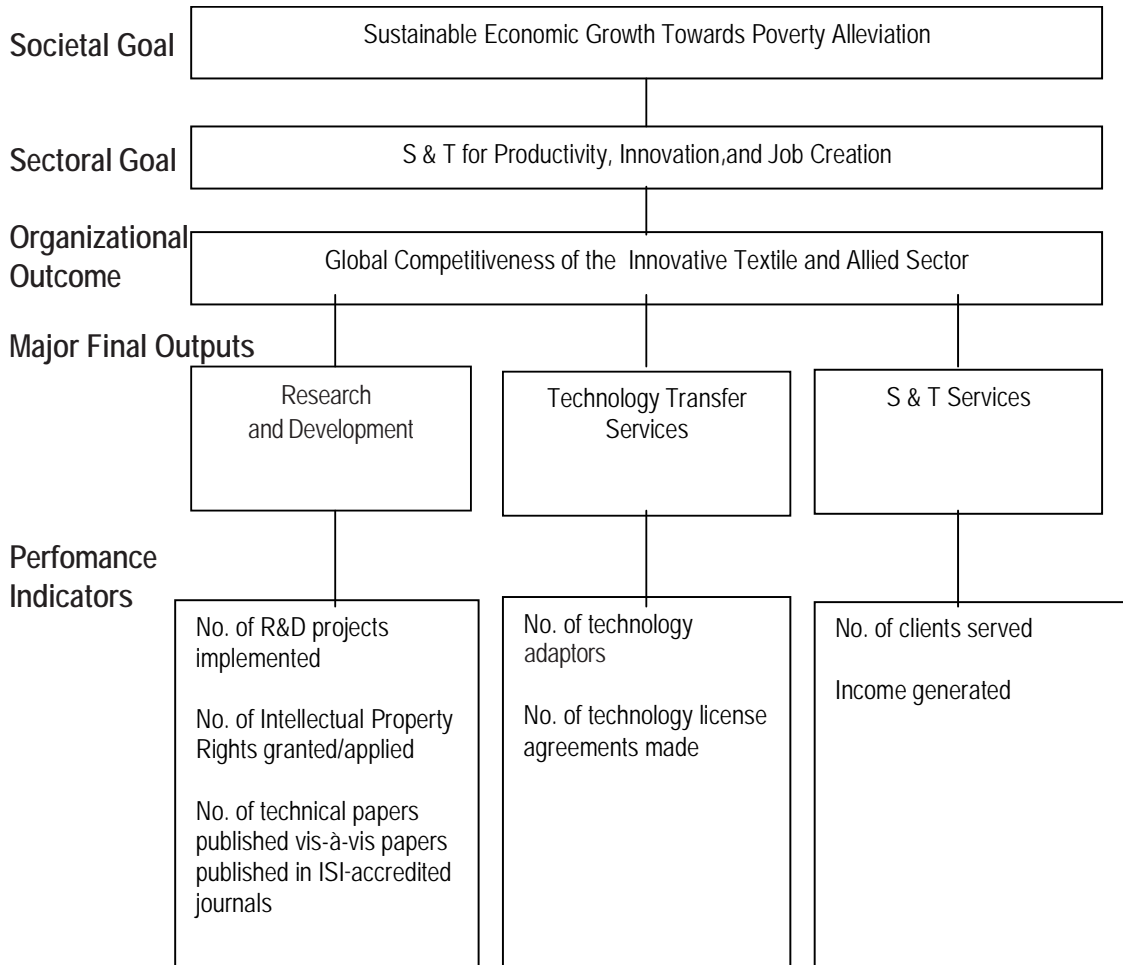 Societal Goal
Sustainable Economic Growth Towards Poverty Alleviation
Sectoral Goal
S & T for Productivity, Innovation,and Job Creation
Organizational
Outcome
Global Competitiveness of the Innovative Textile and Allied Sector
Major Final Outputs
Research
and Development
Technology Transfer
Services
S & T Services
Perfomance
Indicators
No. of R&D projects
implemented
No. of Intellectual Property
Rights granted/applied
No. of technical papers
published vis-à-vis papers
published in ISI-accredited
journals
No. of technology
adaptors
No. of technology license
agreements made
No. of clients served
Income generated